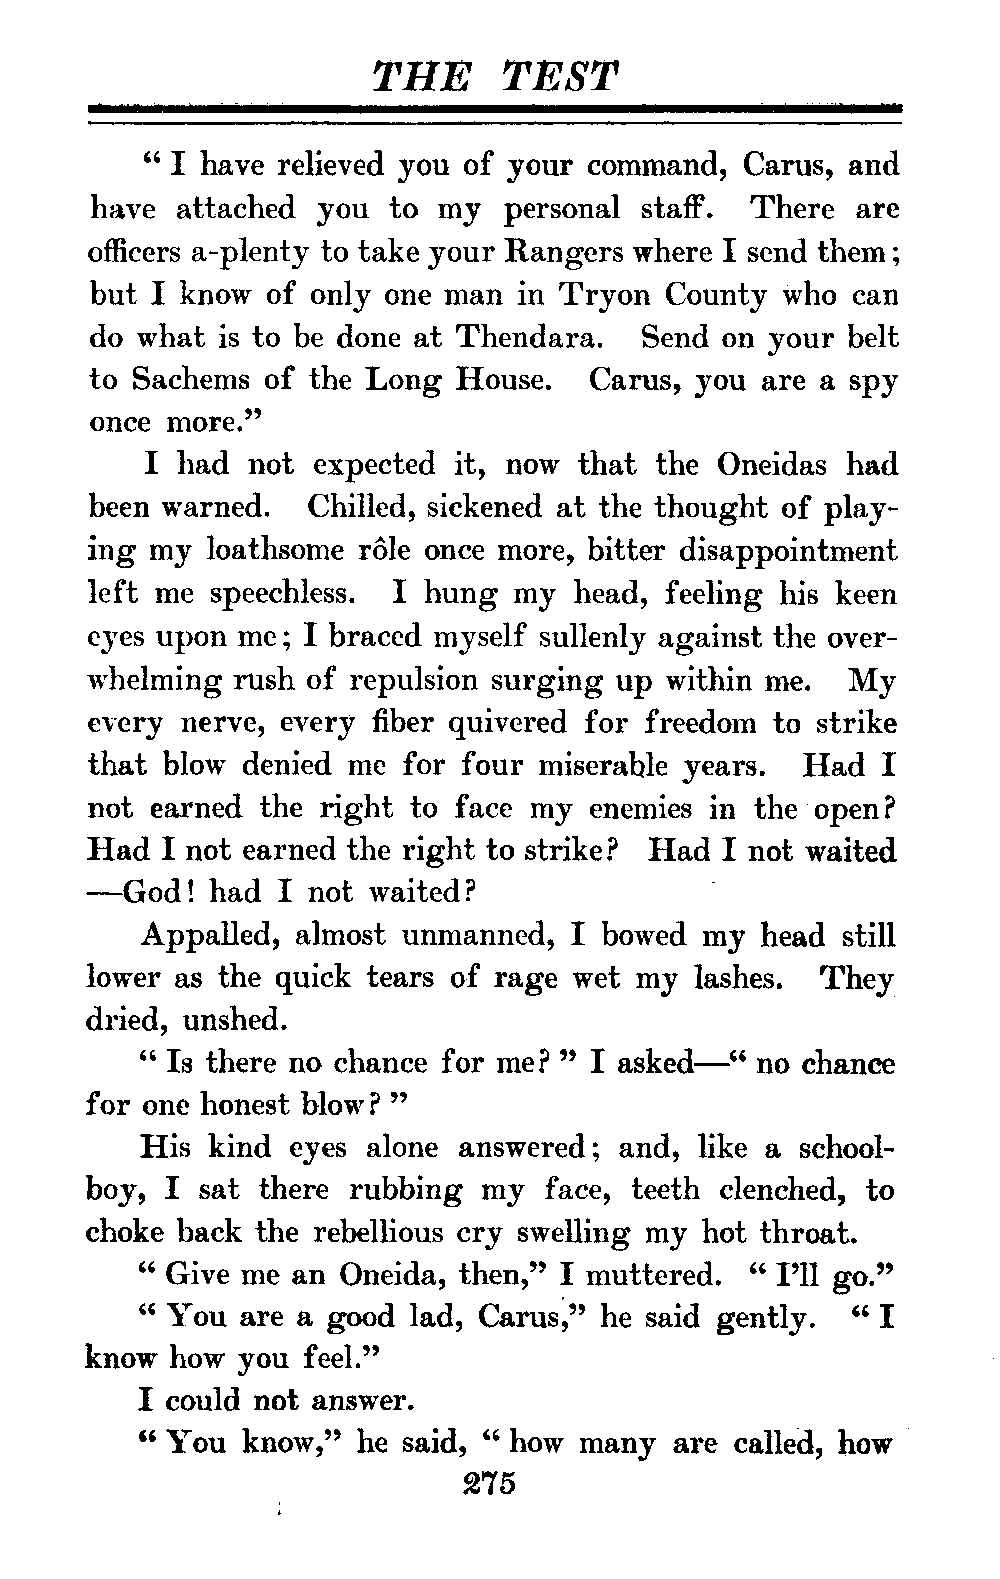 THE TEST
“ I have relieved you of your command, Carus, and
have attached you to my personal staff. There are
officers a-plenty to take your Rangers where I send them;
but I know of only one man in Tryon County who can
do what is to be done at Thendara. Send on your belt
to Sachems of the Long House. Carus, you are a spy
once more.”
I had not expected it, now that the Oneidas had
been warned. Chilled, sickened at the thought of play-
ing my loathsome rôle once more, bitter disappointment
left me speechless. I hung my head, feeling his keen
eyes upon me; I braced myself sullenly against the over-
whelming rush of repulsion surging up within me. My
every nerve, every fiber quivered for freedom to strike
that blow denied me for four miserable years. Had I
not earned the right to face my enemies in the open?
Had I not earned the right to strike? Had I not waited
—God! had I not waited?
Appalled, almost unmanned, I bowed my head still
lower as the quick tears of rage wet my lashes. They
dried, unshed.
“ Is there no chance for me? ” I asked—“ no chance
for one honest blow? ”
His kind eyes alone answered; and, like a school-
boy, I sat there rubbing my face, teeth clenched, to
choke back the rebellious cry swelling my hot throat.
“ Give me an Oneida, then,” I muttered. “ I’ll go.”
“ You are a good lad, Carus,” he said gently. “ I
know how you feel.”
I could not answer.
“ You know,” he said, “ how many are called, how
275